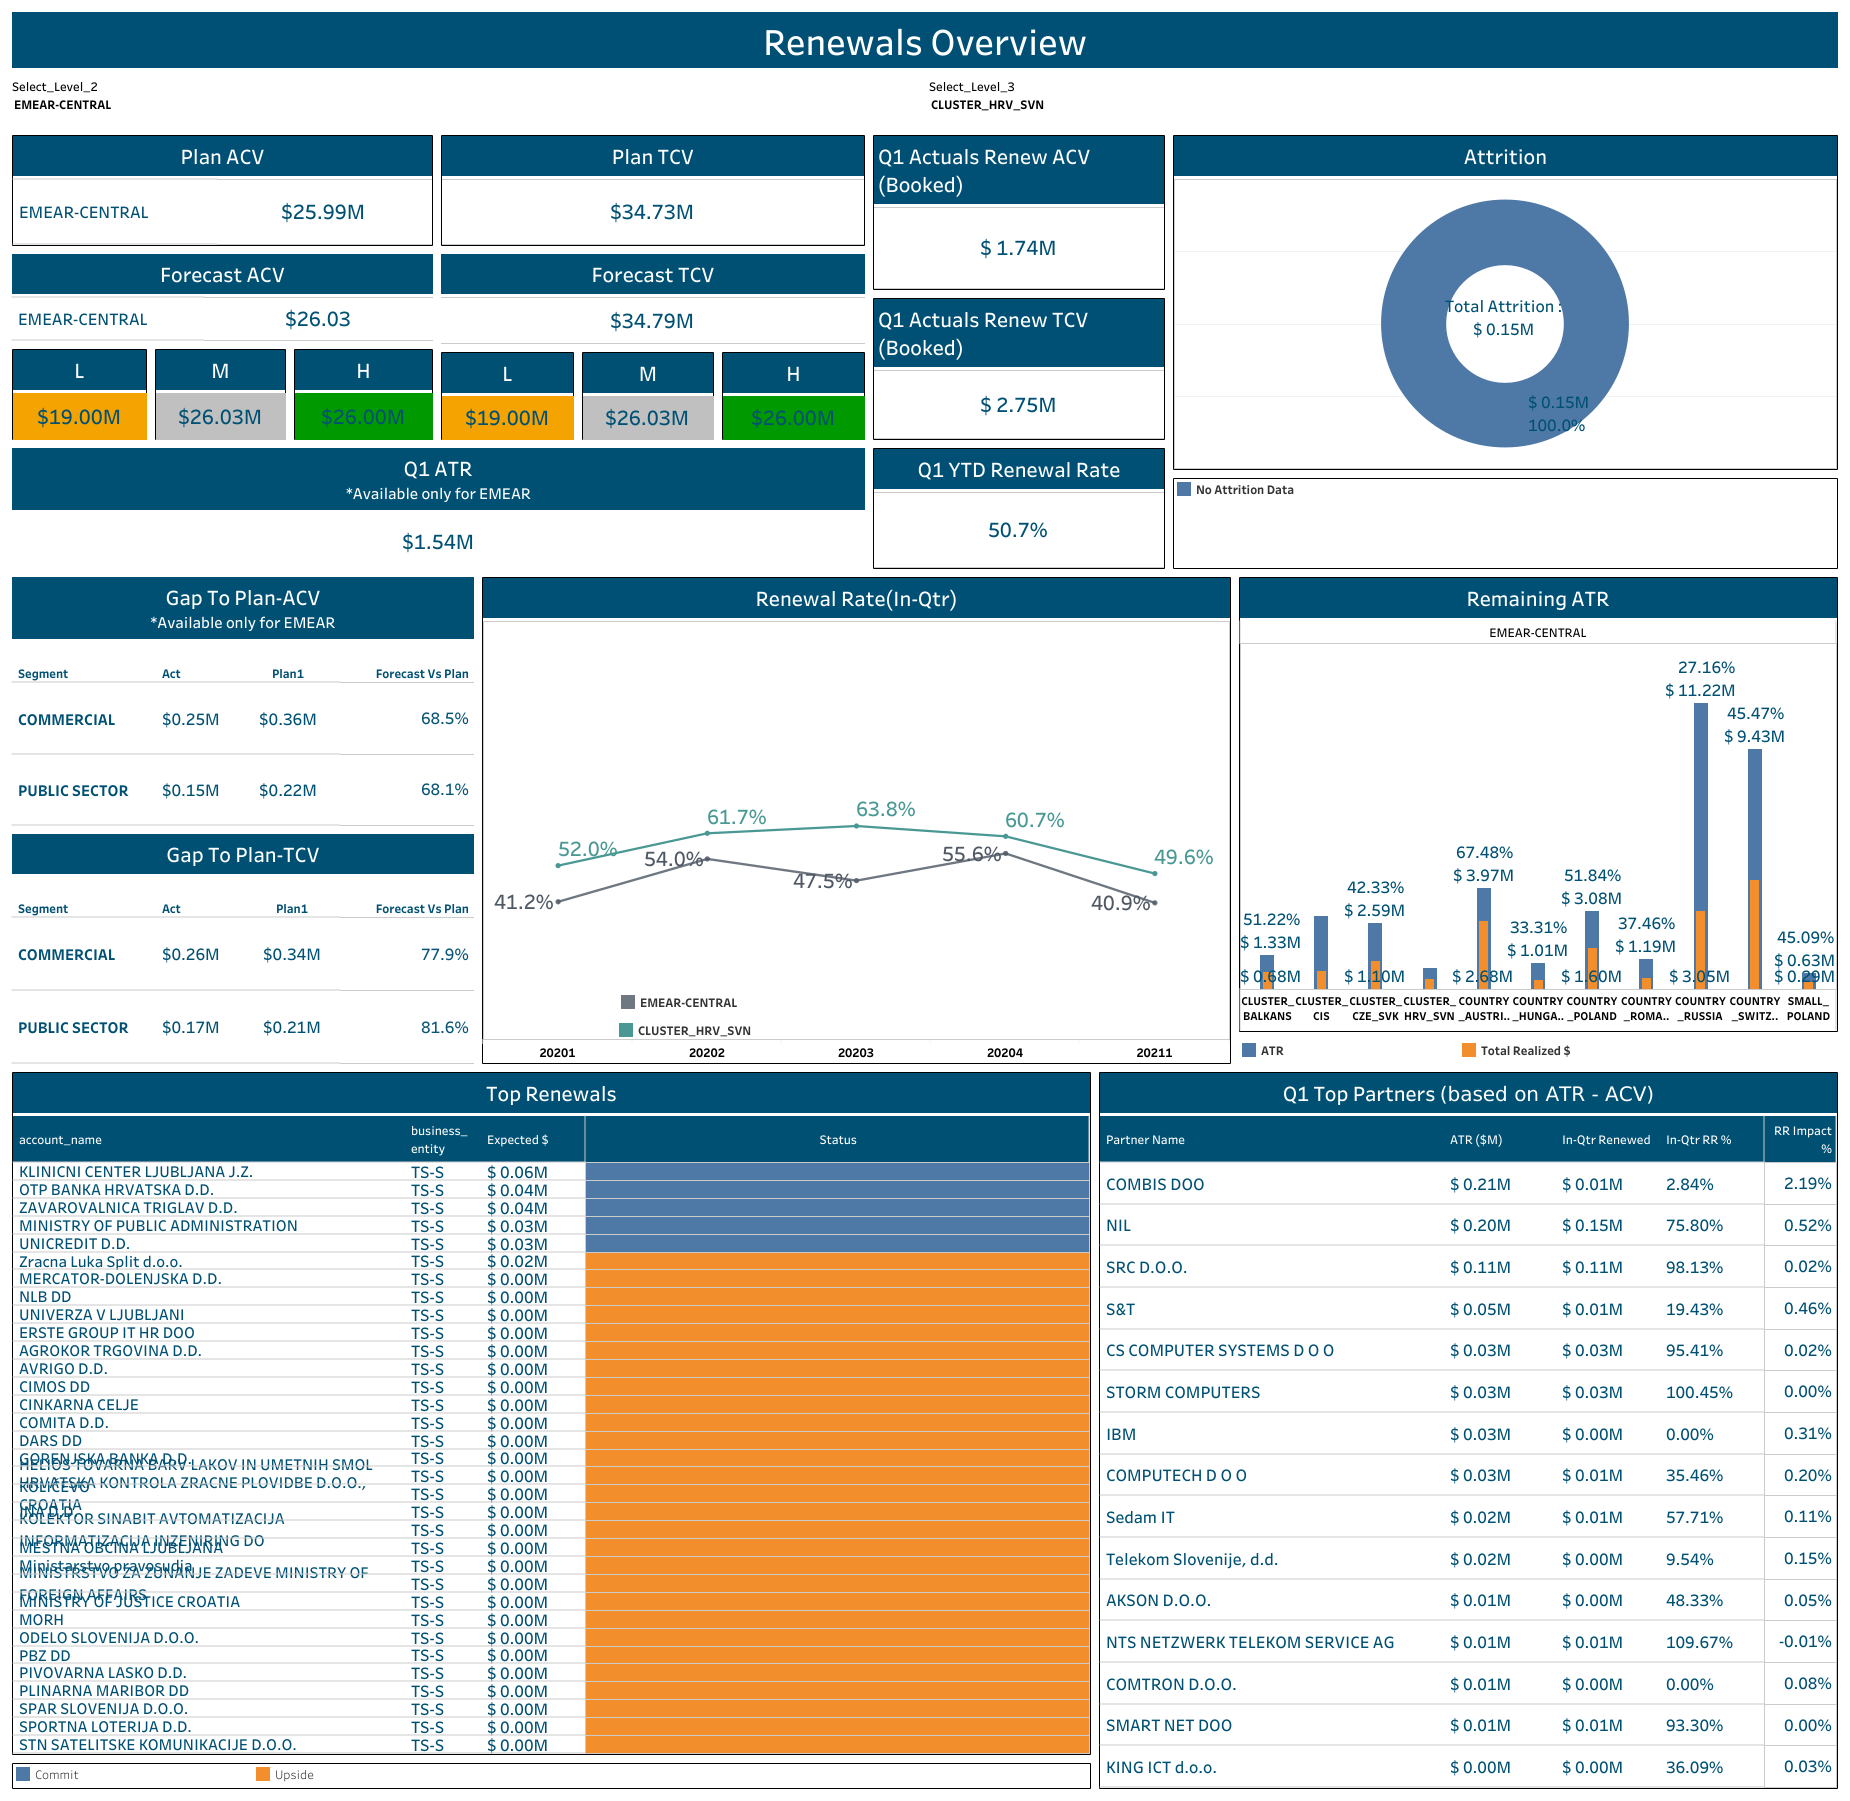 Renewals Overview
Select_Level_2
EMEAR-CENTRAL
Select_Level_3
CLUSTER_HRV_SVN
Plan ACV
EMEAR-CENTRAL $25.99M
Plan TCV
$34.73M
Forecast ACV
EMEAR-CENTRAL $26.03
Forecast TCV
$34.79M
L M H
$19.00M $26.03M $26.00M
L M H
$19.00M $26.03M $26.00M
Q1 ATR
*Available only for EMEAR
$1.54M
Q1 Actuals Renew ACV
(Booked)
$ 1.74M
Q1 Actuals Renew TCV
(Booked)
$ 2.75M
Q1 YTD Renewal Rate
50.7%
Attrition
Total Attrition :
$ 0.15M
$ 0.15M
100.0%
No Attrition Data
Gap To Plan-ACV
*Available only for EMEAR
Segment Act Plan1 Forecast Vs Plan
COMMERCIAL $0.25M $0.36M 68.5%
PUBLIC SECTOR $0.15M $0.22M 68.1%
Gap To Plan-TCV
Segment Act Plan1 Forecast Vs Plan
COMMERCIAL $0.26M $0.34M 77.9%
PUBLIC SECTOR $0.17M $0.21M 81.6%
Renewal Rate(In-Qtr)
52.0% 61.7% 63.8% 60.7% 49.6%
41.2% 54.0% 47.5% 55.6% 40.9%
EMEAR-CENTRAL
CLUSTER_HRV_SVN
20201 20202 20203 20204 20211
Remaining ATR
EMEAR-CENTRAL
27.16%
$ 11.22M
45.47%
$ 9.43M
67.48%
$ 3.97M
51.84%
$ 3.08M
42.33%
$ 2.59M
51.22%
$ 1.33M
33.31%
$ 1.01M
37.46%
$ 1.19M
45.09%
$ 0.63M
$ 0.68M $ 1.10M $ 2.68M $ 1.60M $ 3.05M $ 0.29M
CLUSTER_ CLUSTER_ CLUSTER_ CLUSTER_ COUNTRY COUNTRY COUNTRY COUNTRY COUNTRY COUNTRY SMALL_
BALKANS CIS CZE_SVK HRV_SVN _AUSTRI.. _HUNGA.. _POLAND _ROMA.. _RUSSIA _SWITZ.. POLAND
ATR Total Realized $
Top Renewals
account_name business_ entity Expected $ Status
KLINICNI CENTER LJUBLJANA J.Z. TS-S $ 0.06M
OTP BANKA HRVATSKA D.D. TS-S $ 0.04M
ZAVAROVALNICA TRIGLAV D.D. TS-S $ 0.04M
MINISTRY OF PUBLIC ADMINISTRATION TS-S $ 0.03M
UNICREDIT D.D. TS-S $ 0.03M
Zracna Luka Split d.o.o. TS-S $ 0.02M
MERCATOR-DOLENJSKA D.D. TS-S $ 0.00M
NLB DD TS-S $ 0.00M
UNIVERZA V LJUBLJANI TS-S $ 0.00M
ERSTE GROUP IT HR DOO TS-S $ 0.00M
AGROKOR TRGOVINA D.D. TS-S $ 0.00M
AVRIGO D.D. TS-S $ 0.00M
CIMOS DD TS-S $ 0.00M
CINKARNA CELJE TS-S $ 0.00M
COMITA D.D. TS-S $ 0.00M
DARS DD TS-S $ 0.00M
GORENJSKA BANKA D.D. TS-S $ 0.00M
HELIOS TOVARNA BARV LAKOV IN UMETNIH SMOL TS-S $ 0.00M
KOLICEVO
HRVATSKA KONTROLA ZRACNE PLOVIDBE D.O.O., TS-S $ 0.00M
CROATIA
INA D.D. TS-S $ 0.00M
KOLEKTOR SINABIT AVTOMATIZACIJA TS-S $ 0.00M
INFORMATIZACIJA INZENIRING DO
MESTNA OBCINA LJUBLJANA TS-S $ 0.00M
Ministarstvo pravosudja TS-S $ 0.00M
MINISTRSTVO ZA ZUNANJE ZADEVE MINISTRY OF TS-S $ 0.00M
FOREIGN AFFAIRS
MINISTRY OF JUSTICE CROATIA TS-S $ 0.00M
MORH TS-S $ 0.00M
ODELO SLOVENIJA D.O.O. TS-S $ 0.00M
PBZ DD TS-S $ 0.00M
PIVOVARNA LASKO D.D. TS-S $ 0.00M
PLINARNA MARIBOR DD TS-S $ 0.00M
SPAR SLOVENIJA D.O.O. TS-S $ 0.00M
SPORTNA LOTERIJA D.D. TS-S $ 0.00M
STN SATELITSKE KOMUNIKACIJE D.O.O. TS-S $ 0.00M
Commit Upside
Q1 Top Partners (based on ATR - ACV)
Partner Name ATR ($M) In-Qtr Renewed In-Qtr RR % RR Impact %
COMBIS DOO $ 0.21M $ 0.01M 2.84% 2.19%
NIL $ 0.20M $ 0.15M 75.80% 0.52%
SRC D.O.O. $ 0.11M $ 0.11M 98.13% 0.02%
S&T $ 0.05M $ 0.01M 19.43% 0.46%
CS COMPUTER SYSTEMS D O O $ 0.03M $ 0.03M 95.41% 0.02%
STORM COMPUTERS $ 0.03M $ 0.03M 100.45% 0.00%
IBM $ 0.03M $ 0.00M 0.00% 0.31%
COMPUTECH D O O $ 0.03M $ 0.01M 35.46% 0.20%
Sedam IT $ 0.02M $ 0.01M 57.71% 0.11%
Telekom Slovenije, d.d. $ 0.02M $ 0.00M 9.54% 0.15%
AKSON D.O.O. $ 0.01M $ 0.00M 48.33% 0.05%
NTS NETZWERK TELEKOM SERVICE AG $ 0.01M $ 0.01M 109.67% -0.01%
COMTRON D.O.O. $ 0.01M $ 0.00M 0.00% 0.08%
SMART NET DOO $ 0.01M $ 0.01M 93.30% 0.00%
KING ICT d.o.o. $ 0.00M $ 0.00M 36.09% 0.03%